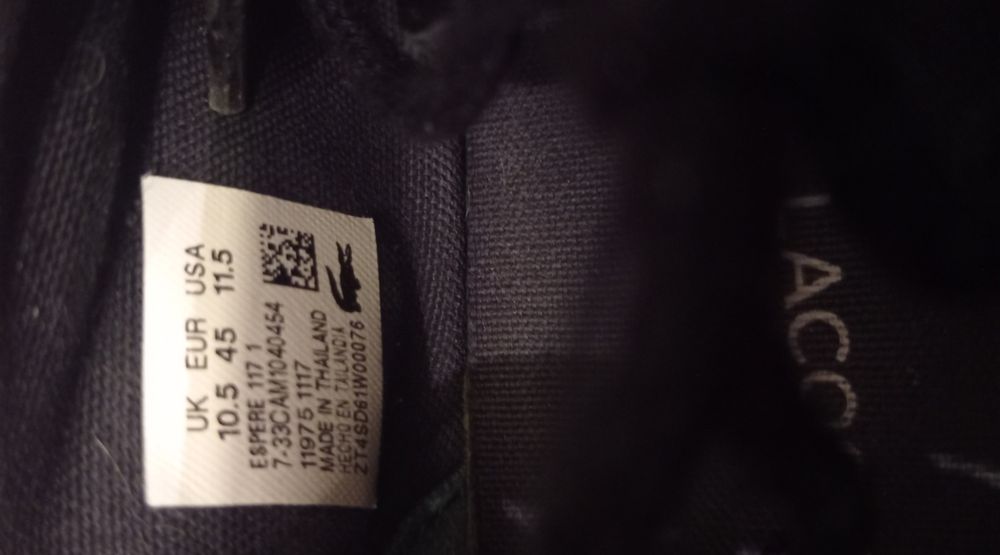 UK EUR USA
10.5 45 11.5
ESPERE 117 1
7-33CAM1040454
11975 1117
MADE IN THAILAND
HECHO EN TAILANDIA
ZT4SD61W00076
LACO